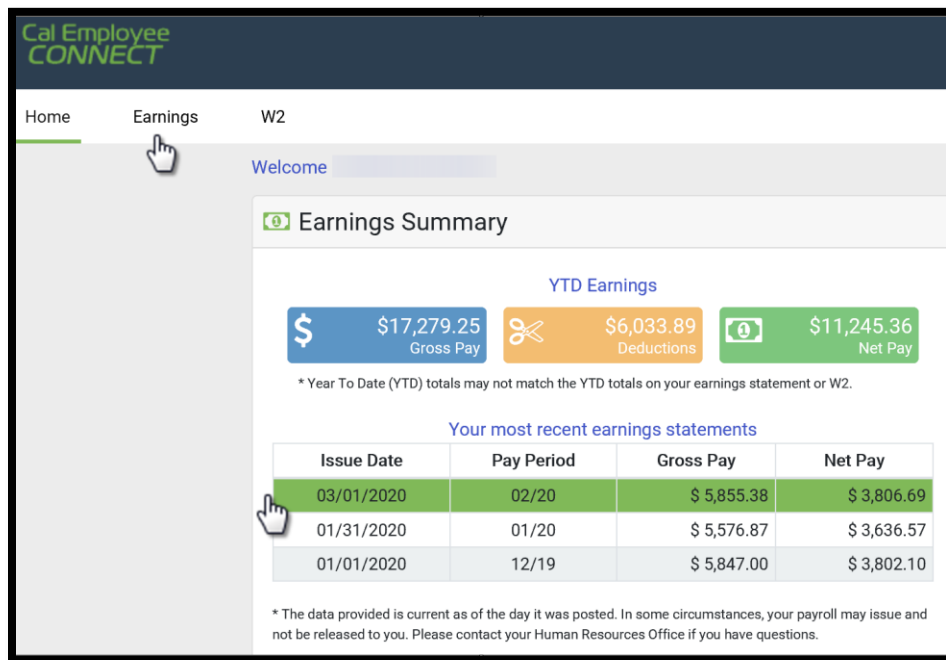 Cal Employee
CONNECT
Home Earnings W2
Welcome
Earnings Summary
YTD Earnings
$17,279.25 $6,033.89 $11,245.36
Gross Pay Deductions Net Pay
* Year To Date (YTD) totals may not match the YTD totals on your earnings statement or W2.
Your most recent earnings statements
Issue Date Pay Period Gross Pay Net Pay
03/01/2020 02/20 $ 5,855.38 $ 3,806.69
01/31/2020 01/20 $ 5,576.87 $ 3,636.57
01/01/2020 12/19 $ 5,847.00 $ 3,802.10
* The data provided is current as of the day it was posted. In some circumstances, your payroll may issue and
not be released to you. Please contact your Human Resources Office if you have questions.